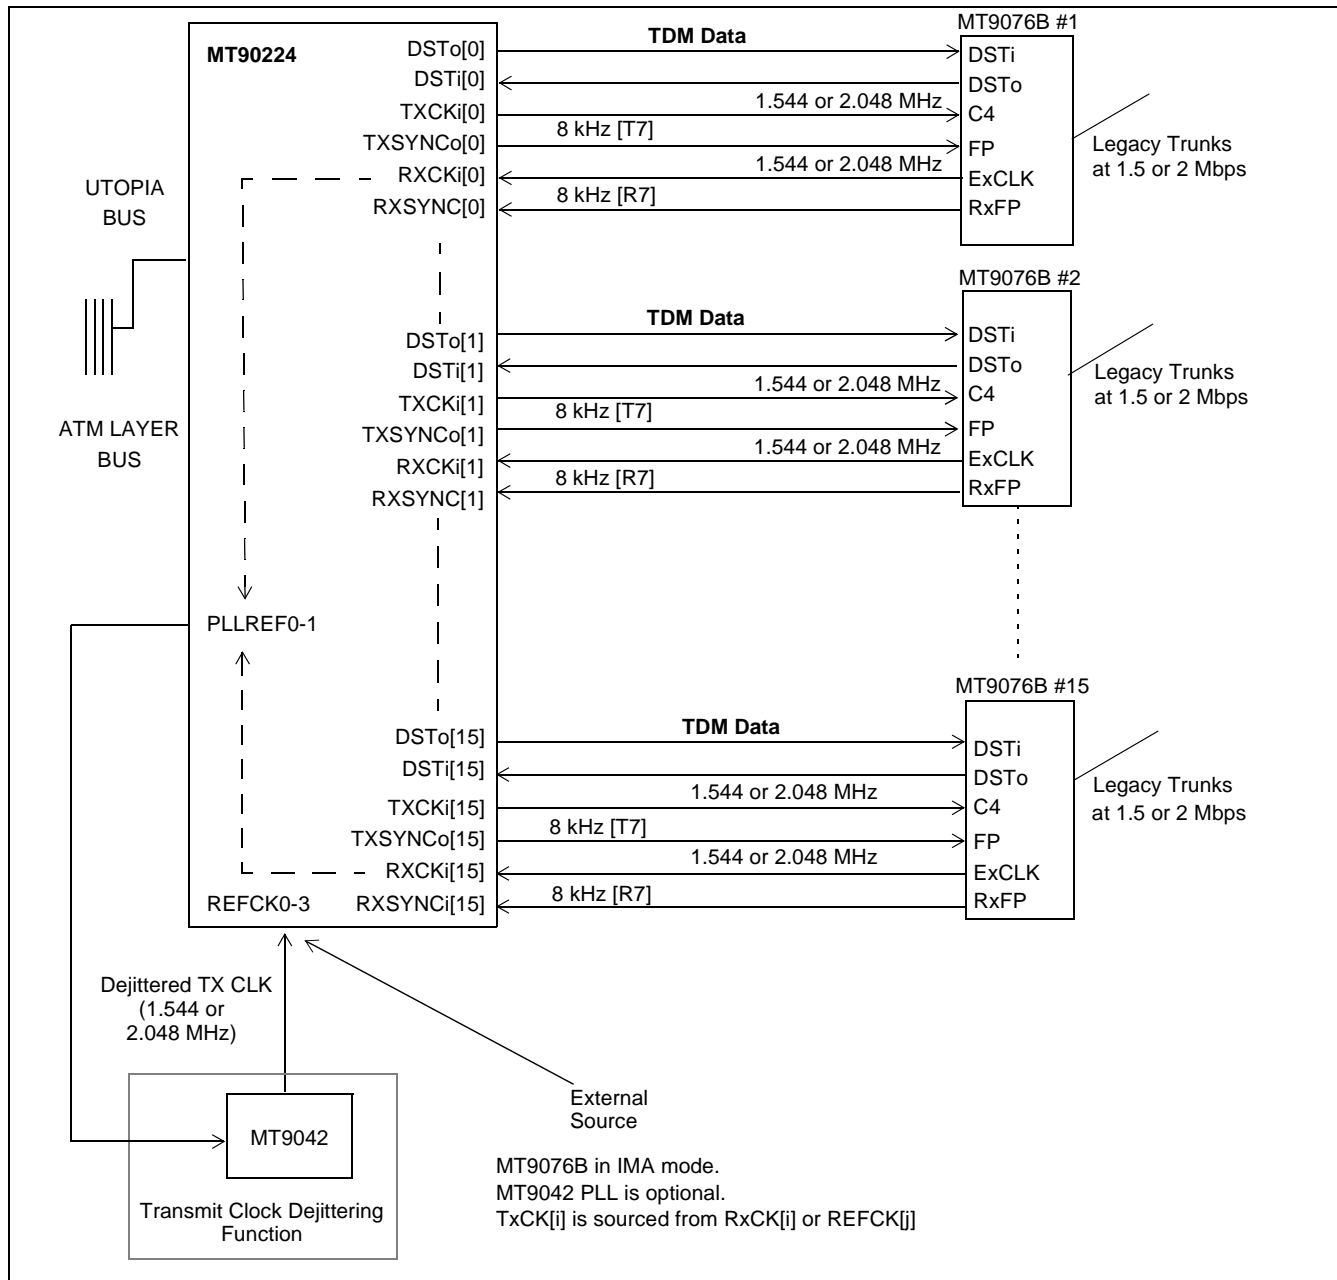 MT90224
DSTo[0]
DSTi[0]
TXCKi[0]
TXSYNCo[0]
RXCKi[0]
RXSYNC[0]
TDM Data
1.544 or 2.048 MHz
8 kHz [T7]
1.544 or 2.048 MHz
8 kHz [R7]
MT9076B #1
DSTi
DSTo
C4
FP
ExCLK
RxFP
Legacy Trunks
at 1.5 or 2 Mbps
UTOPIA
BUS
ATM LAYER
BUS
DSTo[1]
DSTi[1]
TXCKi[1]
TXSYNCo[1]
RXCKi[1]
RXSYNC[1]
TDM Data
1.544 or 2.048 MHz
8 kHz [T7]
1.544 or 2.048 MHz
8 kHz [R7]
MT9076B #2
DSTi
DSTo
C4
FP
ExCLK
RxFP
Legacy Trunks
at 1.5 or 2 Mbps
PLLREF0-1
DSTo[15]
DSTi[15]
TXCKi[15]
TXSYNCo[15]
RXCKi[15]
REFCK0-3
RXSYNCi[15]
TDM Data
1.544 or 2.048 MHz
8 kHz [T7]
1.544 or 2.048 MHz
8 kHz [R7]
MT9076B #15
DSTi
DSTo
C4
FP
ExCLK
RxFP
Legacy Trunks
at 1.5 or 2 Mbps
Dejittered TX CLK
(1.544 or
2.048 MHz)
MT9042
Transmit Clock Dejittering
Function
External
Source
MT9076B in IMA mode.
MT9042 PLL is optional.
TxCK[i] is sourced from RxCK[i] or REFCK[j]